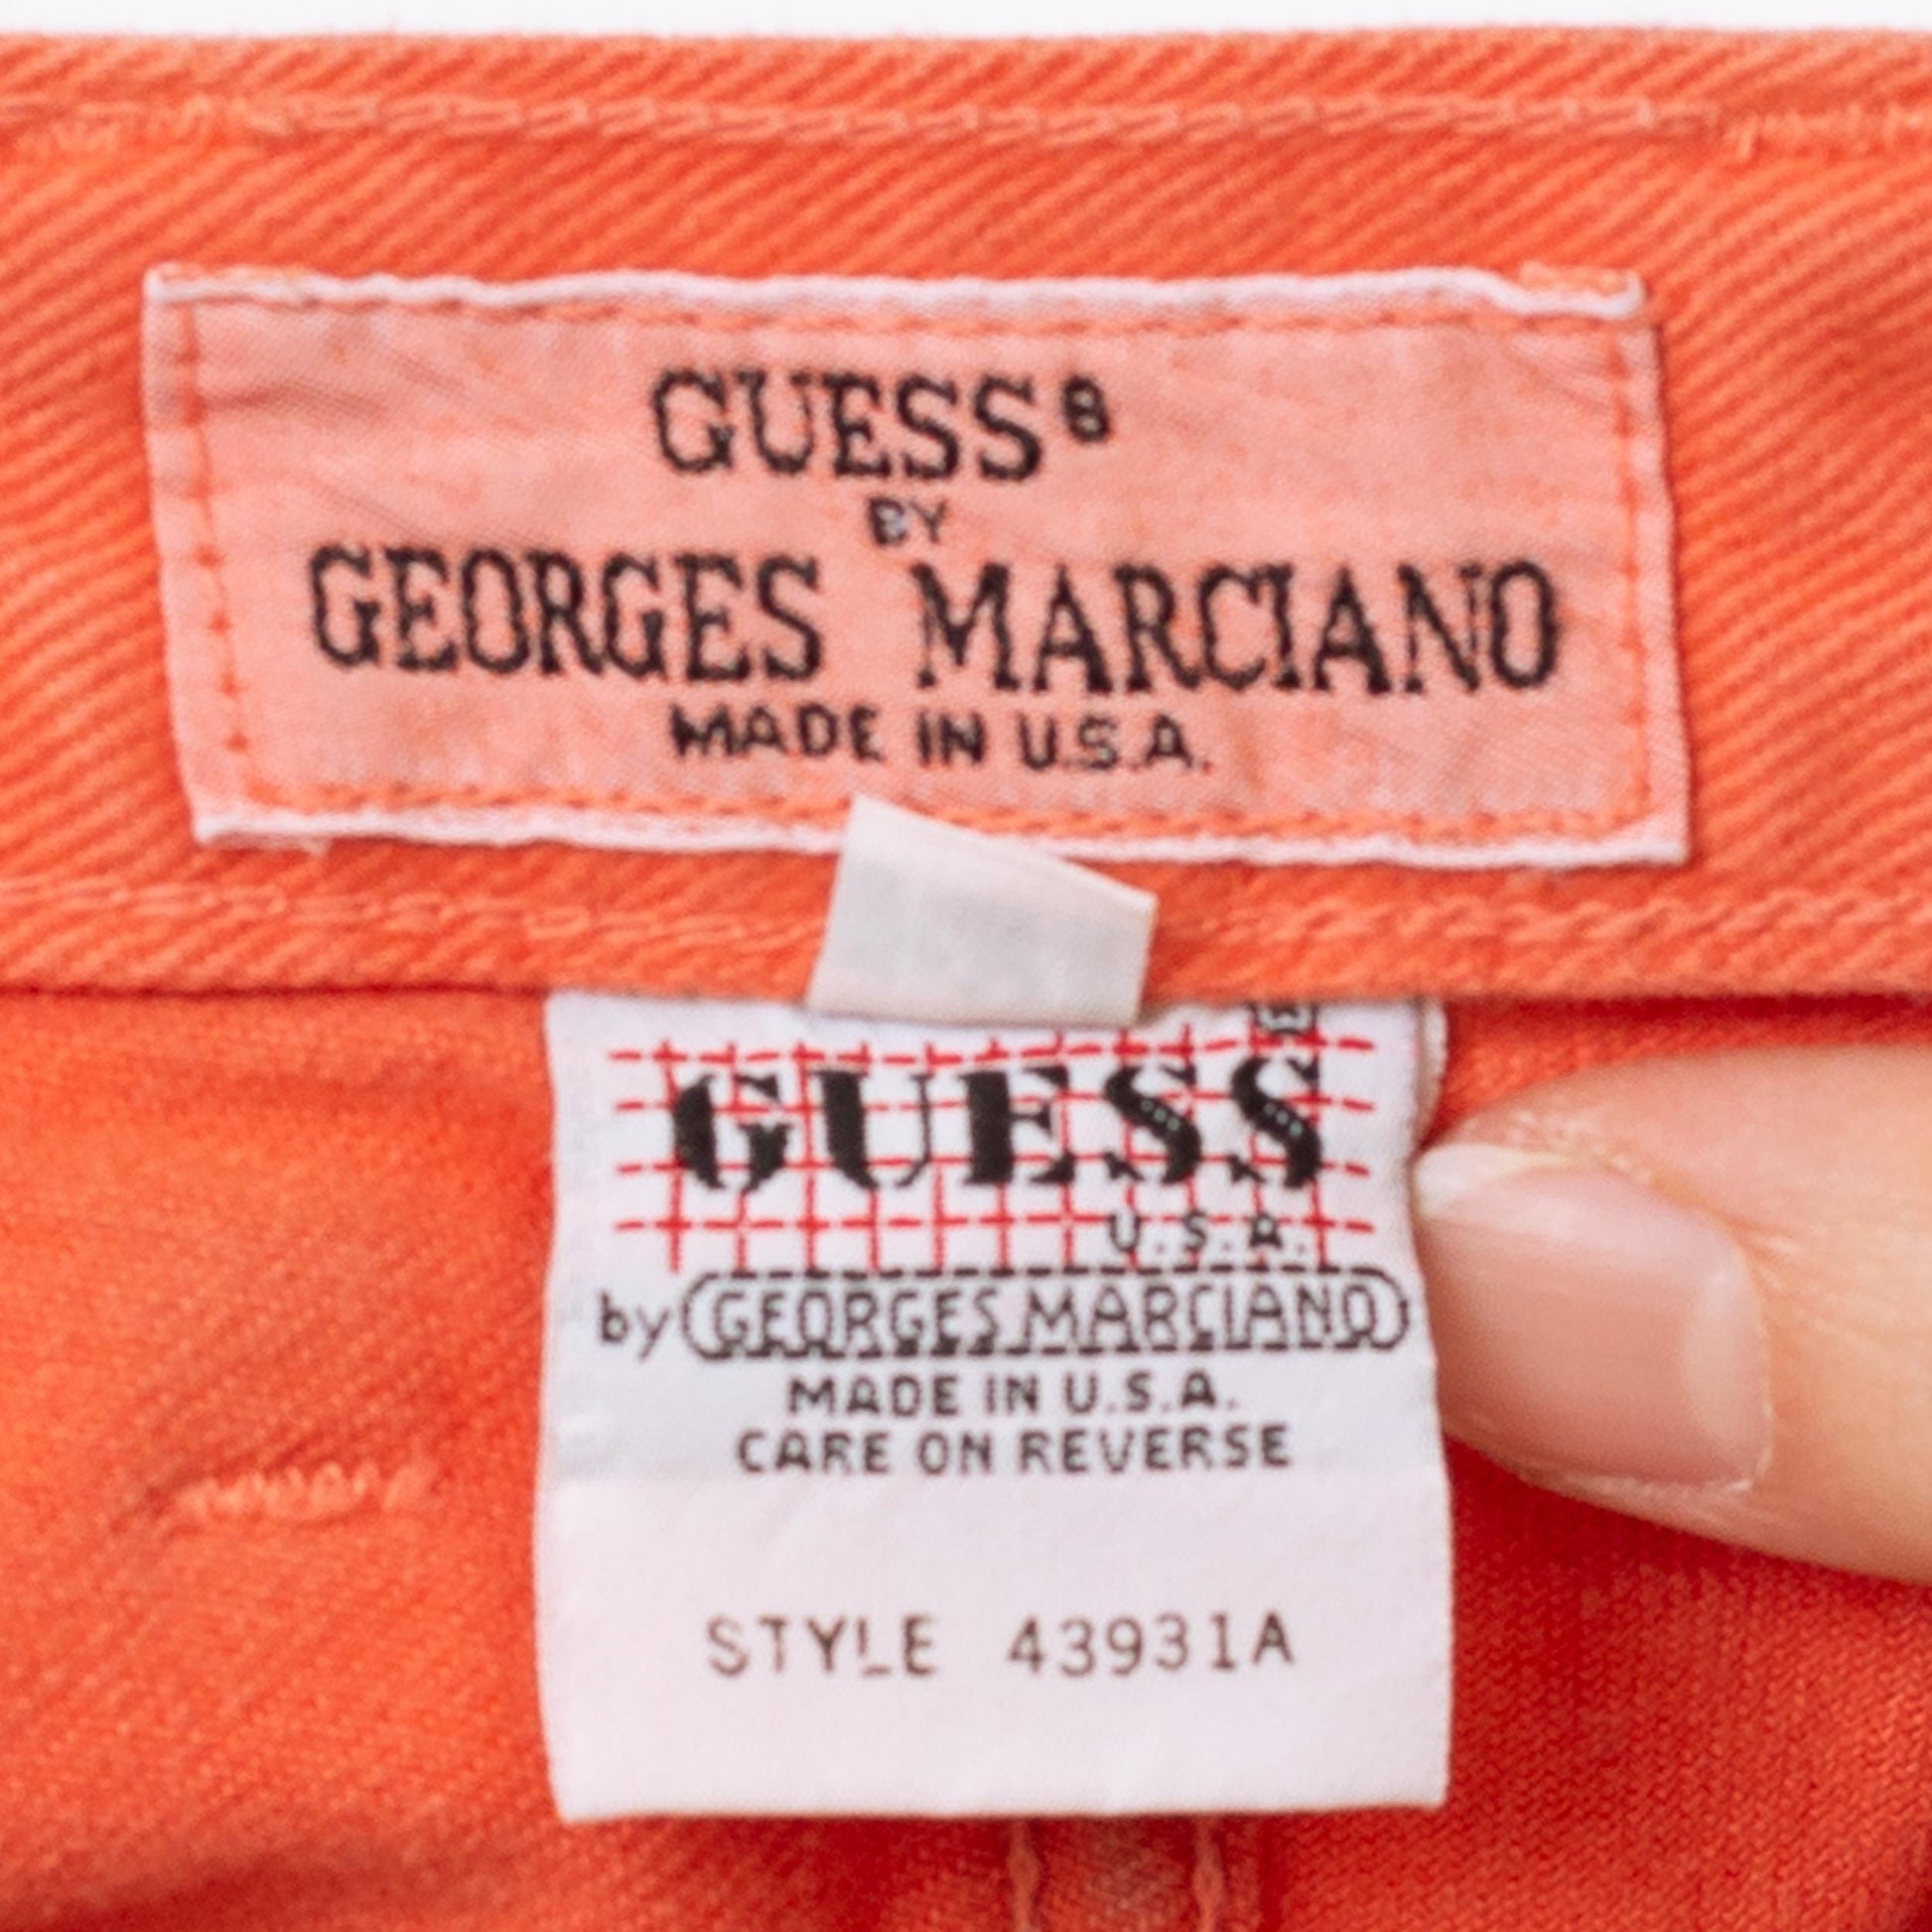 GUESS®
BY
GEORGES MARCIANO
MADE IN U.S.A.
GUESS
U.S.A.
by GEORGES MARCIANO
MADE IN U.S.A.
CARE ON REVERSE
STYLE 43931A